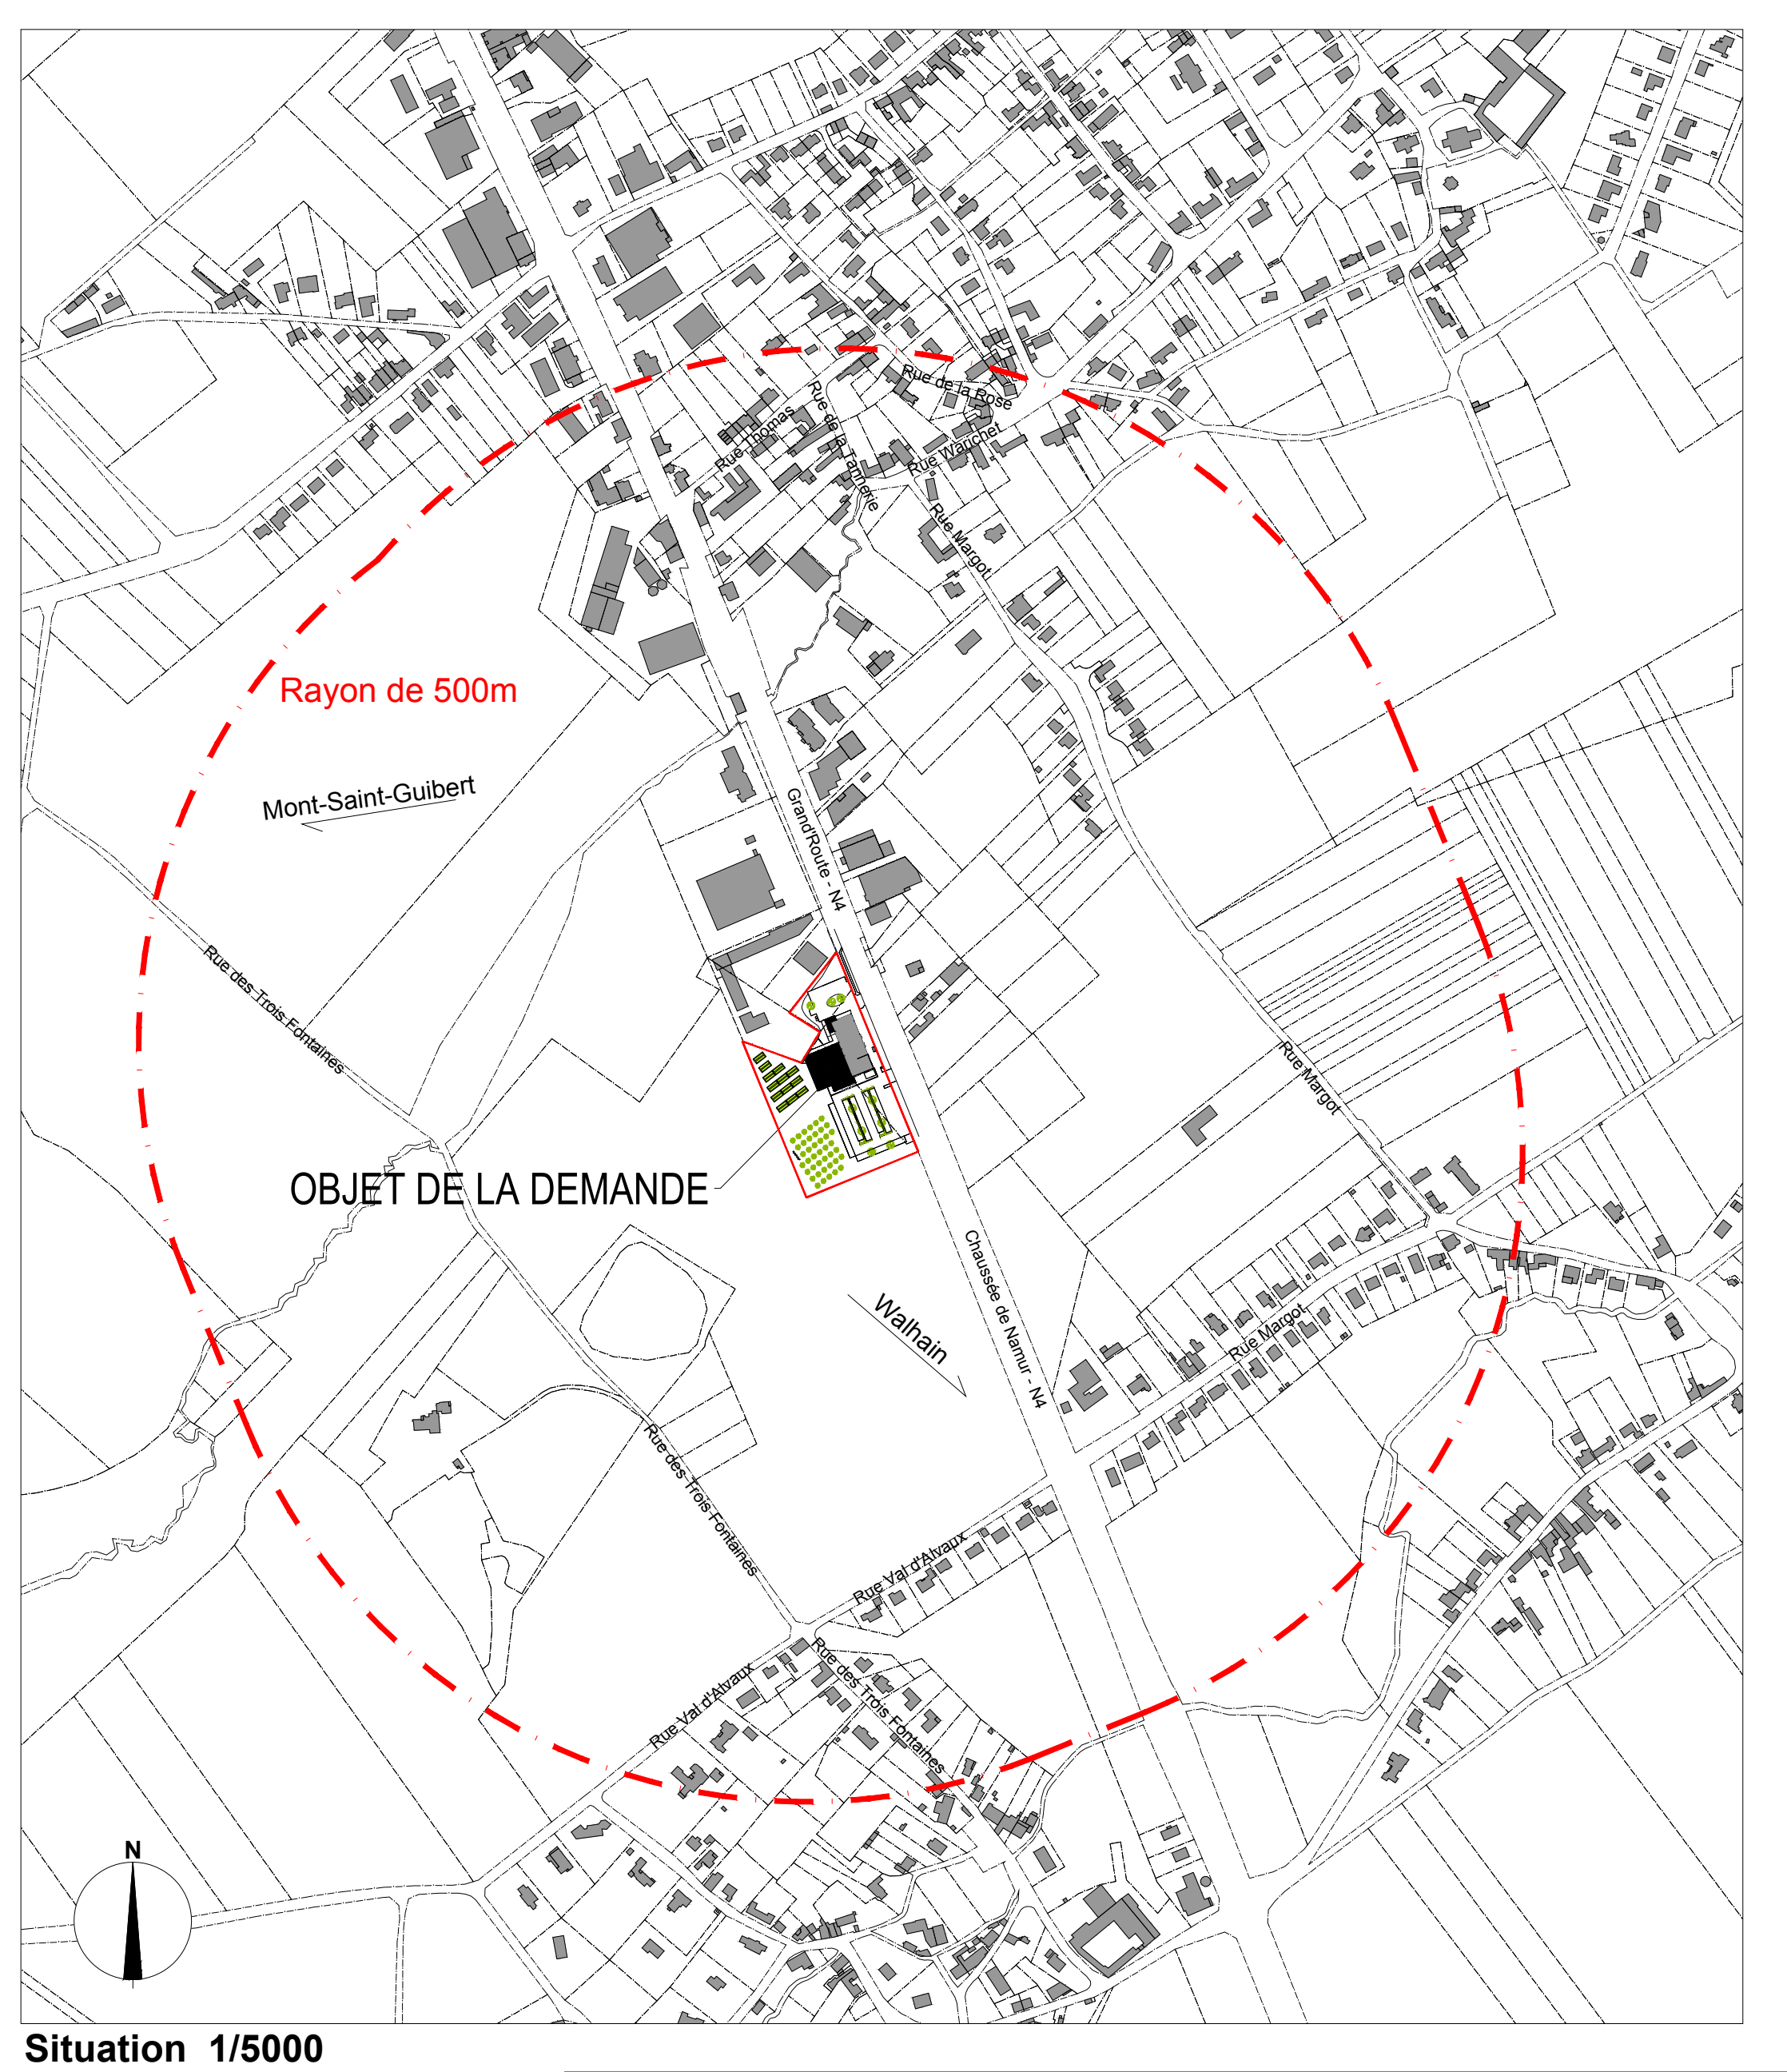 Rue de la Rose
Rue Thomas
Rue de la Tannerie
Rue Warichet
Rue Margot
Rayon de 500m
Mont-Saint-Guibert
Grand'Route - N4
Rue des Trois Fontaines
Rue Margot
OBJET DE LA DEMANDE
Chaussée de Namur - N4
Walhain
Rue Margot
Rue des Trois Fontaines
Rue Val d'Alvaux
Rue Val d'Alvaux
Rue des Trois Fontaines
N
Situation 1/5000